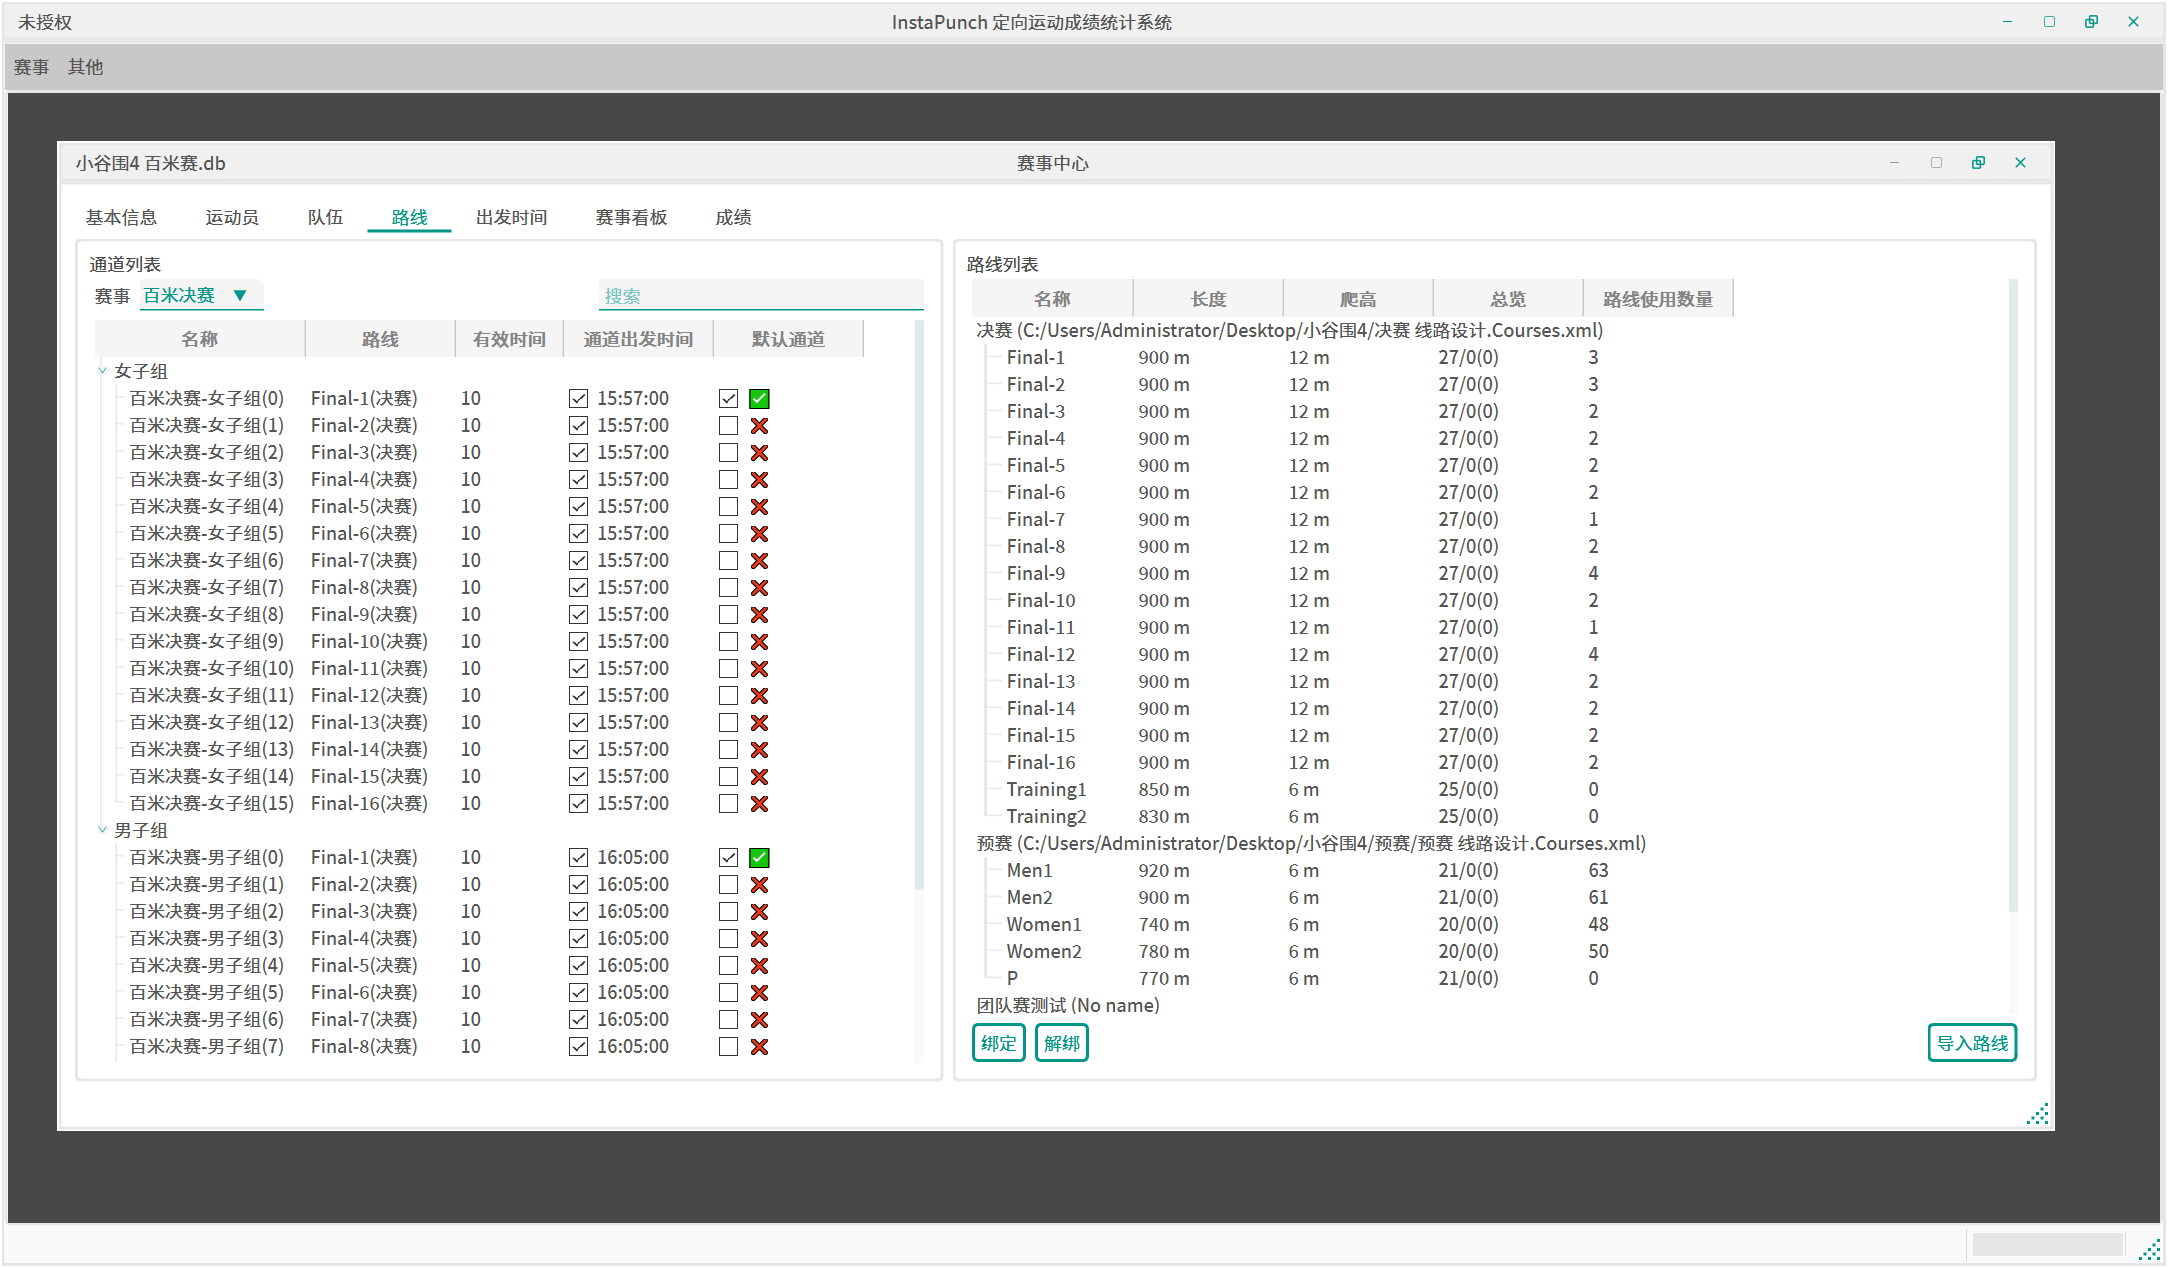 未授权 InstaPunch 定向运动成绩统计系统
赛事 其他
小谷围4 百米赛.db 赛事中心
基本信息 运动员 队伍 路线 出发时间 赛事看板 成绩
通道列表
赛事 百米决赛 搜索
名称 路线 有效时间 通道出发时间 默认通道
女子组
百米决赛-女子组(0) Final-1(决赛) 10 15:57:00
百米决赛-女子组(1) Final-2(决赛) 10 15:57:00
百米决赛-女子组(2) Final-3(决赛) 10 15:57:00
百米决赛-女子组(3) Final-4(决赛) 10 15:57:00
百米决赛-女子组(4) Final-5(决赛) 10 15:57:00
百米决赛-女子组(5) Final-6(决赛) 10 15:57:00
百米决赛-女子组(6) Final-7(决赛) 10 15:57:00
百米决赛-女子组(7) Final-8(决赛) 10 15:57:00
百米决赛-女子组(8) Final-9(决赛) 10 15:57:00
百米决赛-女子组(9) Final-10(决赛) 10 15:57:00
百米决赛-女子组(10) Final-11(决赛) 10 15:57:00
百米决赛-女子组(11) Final-12(决赛) 10 15:57:00
百米决赛-女子组(12) Final-13(决赛) 10 15:57:00
百米决赛-女子组(13) Final-14(决赛) 10 15:57:00
百米决赛-女子组(14) Final-15(决赛) 10 15:57:00
百米决赛-女子组(15) Final-16(决赛) 10 15:57:00
男子组
百米决赛-男子组(0) Final-1(决赛) 10 16:05:00
百米决赛-男子组(1) Final-2(决赛) 10 16:05:00
百米决赛-男子组(2) Final-3(决赛) 10 16:05:00
百米决赛-男子组(3) Final-4(决赛) 10 16:05:00
百米决赛-男子组(4) Final-5(决赛) 10 16:05:00
百米决赛-男子组(5) Final-6(决赛) 10 16:05:00
百米决赛-男子组(6) Final-7(决赛) 10 16:05:00
百米决赛-男子组(7) Final-8(决赛) 10 16:05:00
路线列表
名称 长度 爬高 总览 路线使用数量
决赛 (C:/Users/Administrator/Desktop/小谷围4/决赛 线路设计.Courses.xml)
Final-1 900 m 12 m 27/0(0) 3
Final-2 900 m 12 m 27/0(0) 3
Final-3 900 m 12 m 27/0(0) 2
Final-4 900 m 12 m 27/0(0) 2
Final-5 900 m 12 m 27/0(0) 2
Final-6 900 m 12 m 27/0(0) 2
Final-7 900 m 12 m 27/0(0) 1
Final-8 900 m 12 m 27/0(0) 2
Final-9 900 m 12 m 27/0(0) 4
Final-10 900 m 12 m 27/0(0) 2
Final-11 900 m 12 m 27/0(0) 1
Final-12 900 m 12 m 27/0(0) 4
Final-13 900 m 12 m 27/0(0) 2
Final-14 900 m 12 m 27/0(0) 2
Final-15 900 m 12 m 27/0(0) 2
Final-16 900 m 12 m 27/0(0) 2
Training1 850 m 6 m 25/0(0) 0
Training2 830 m 6 m 25/0(0) 0
预赛 (C:/Users/Administrator/Desktop/小谷围4/预赛/预赛 线路设计.Courses.xml)
Men1 920 m 6 m 21/0(0) 63
Men2 900 m 6 m 21/0(0) 61
Women1 740 m 6 m 20/0(0) 48
Women2 780 m 6 m 20/0(0) 50
P 770 m 6 m 21/0(0) 0
团队赛测试 (No name)
绑定 解绑 导入路线